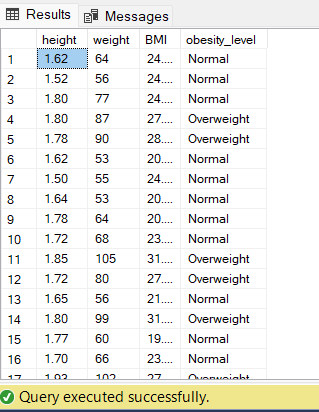 Results Messages
height weight BMI obesity_level
1 1.62 64 24.... Normal
2 1.52 56 24.... Normal
3 1.80 77 24.... Normal
4 1.80 87 27.... Overweight
5 1.78 90 28.... Overweight
6 1.62 53 20.... Normal
7 1.50 55 24.... Normal
8 1.64 53 20.... Normal
9 1.78 64 20.... Normal
10 1.72 68 23.... Normal
11 1.85 105 31.... Overweight
12 1.72 80 27.... Overweight
13 1.65 56 21.... Normal
14 1.80 99 31.... Overweight
15 1.77 60 19.... Normal
16 1.70 66 23.... Normal
17 1.93 102 27.... Overweight
Query executed successfully.